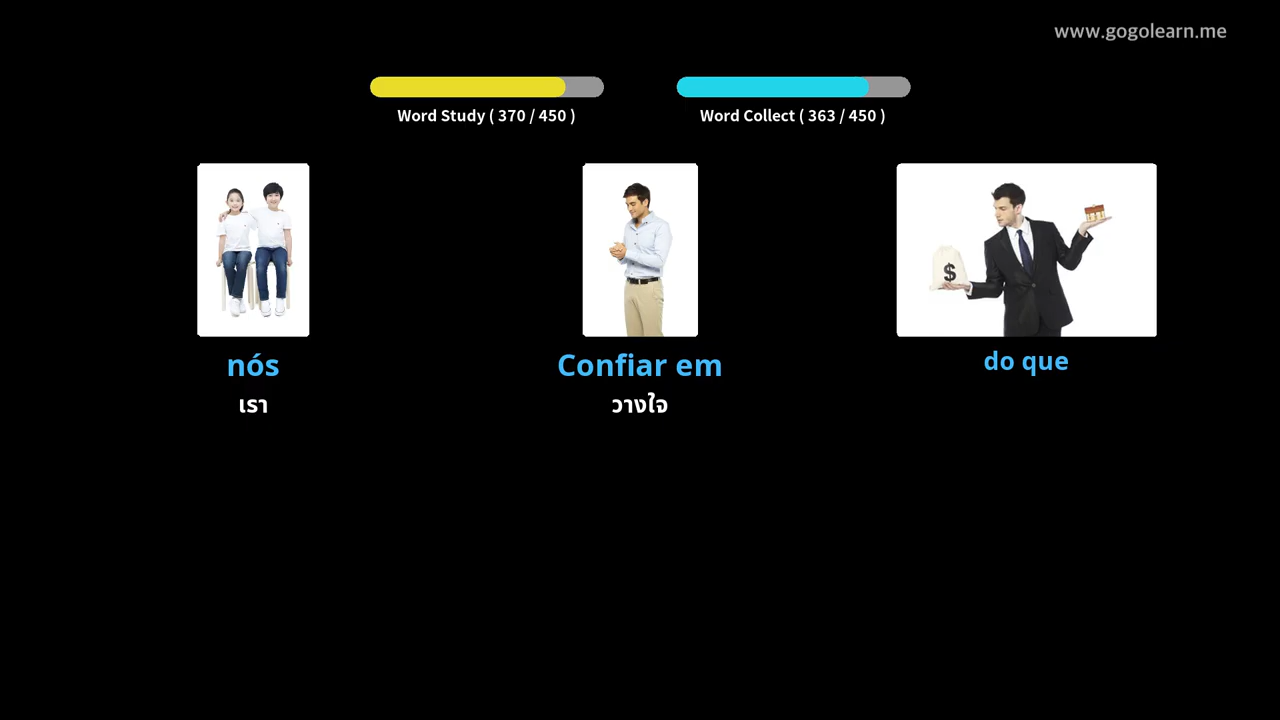 www.gogolearn.me
Word Study ( 370 / 450 )
Word Collect ( 363 / 450 )
$
nós
Confiar em
do que
เรา
วางใจ